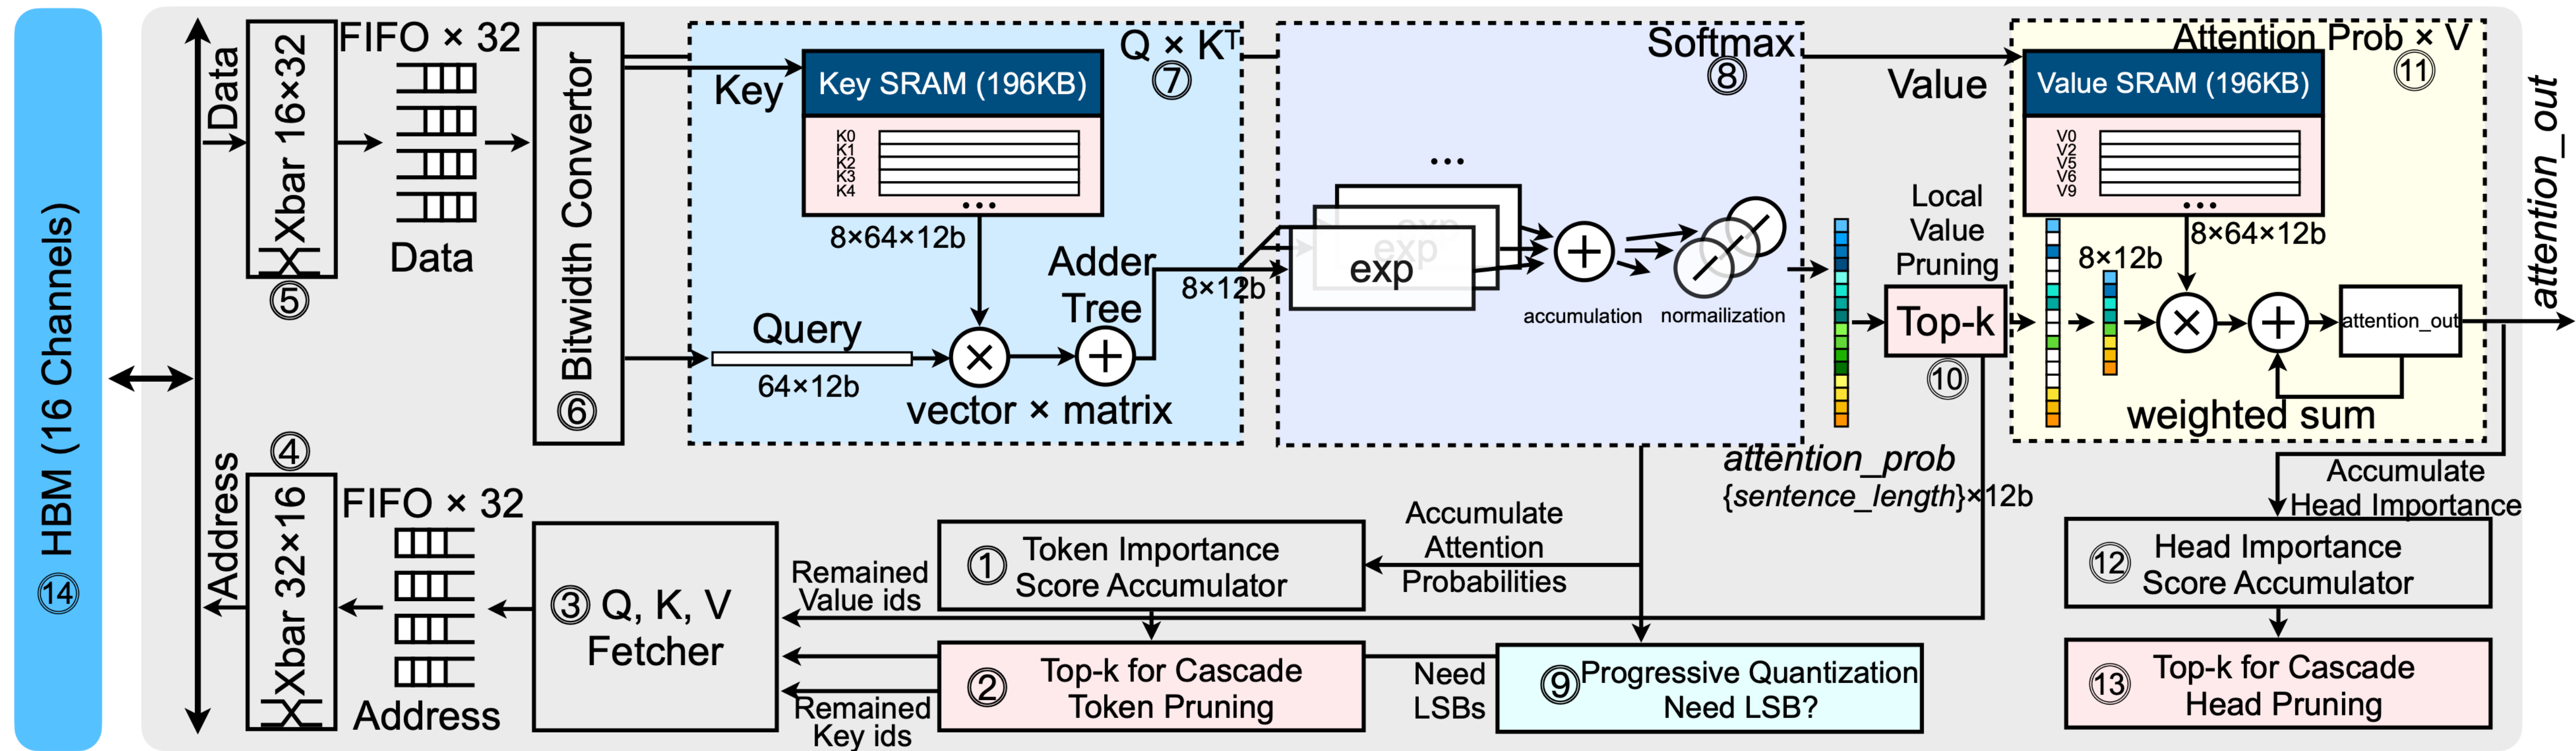 ⑭ HBM (16 Channels)
Data
Xbar 16×32
⑤
FIFO × 32
Data
⑥ Bitwidth Convertor
Key
Key SRAM (196KB)
K0
K1
K2
K3
K4
...
8×64×12b
Q × Kᵀ
⑦
Query
64×12b
Adder
Tree
8×12b
vector × matrix
Softmax
⑧
...
exp
exp
exp
accumulation
normailization
attention_prob
{sentence_length}×12b
Value
Local
Value
Pruning
Top-k
⑩
Attention Prob × V
⑪
Value SRAM (196KB)
V0
V2
V5
V6
V9
...
8×64×12b
8×12b
attention_out
weighted sum
attention_out
Address
④
Xbar 32×16
FIFO × 32
Address
③ Q, K, V
Fetcher
Remained
Value ids
Remained
Key ids
① Token Importance
Score Accumulator
② Top-k for Cascade
Token Pruning
Accumulate
Attention
Probabilities
Need
LSBs
⑨ Progressive Quantization
Need LSB?
Accumulate
Head Importance
⑫ Head Importance
Score Accumulator
⑬ Top-k for Cascade
Head Pruning